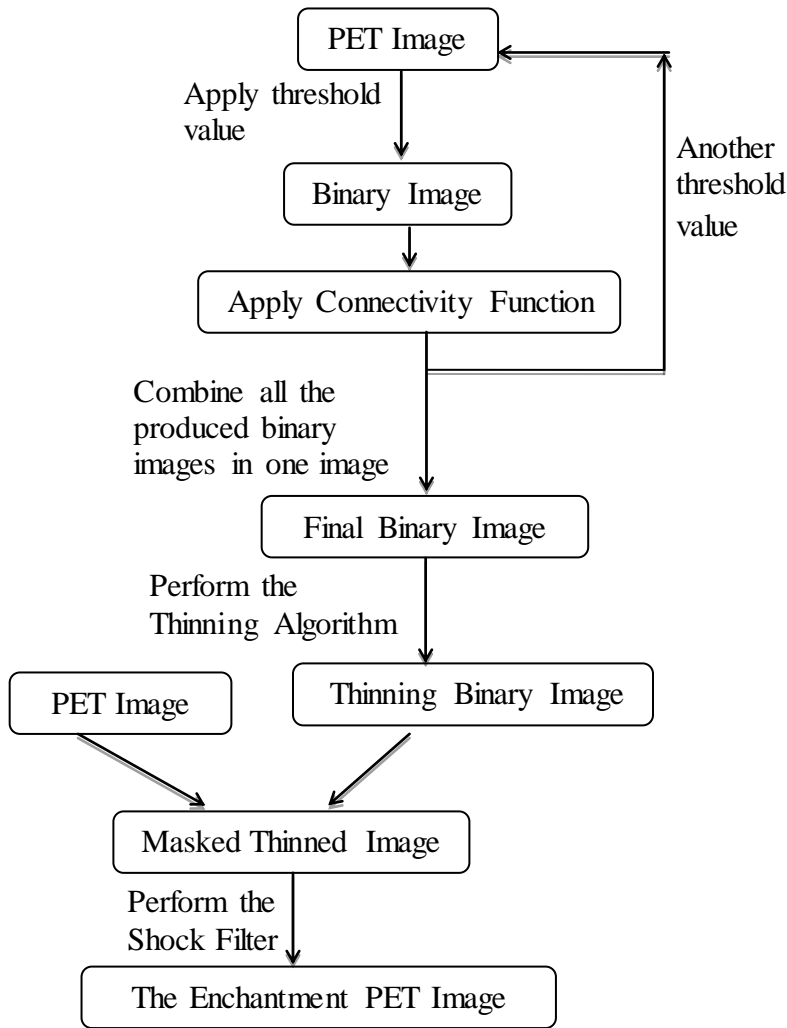 PET Image
Apply threshold
value
Another
threshold
value
Binary Image
Apply Connectivity Function
Combine all the
produced binary
images in one image
Final Binary Image
Perform the
Thinning Algorithm
PET Image
Thinning Binary Image
Masked Thinned Image
Perform the
Shock Filter
The Enchantment PET Image